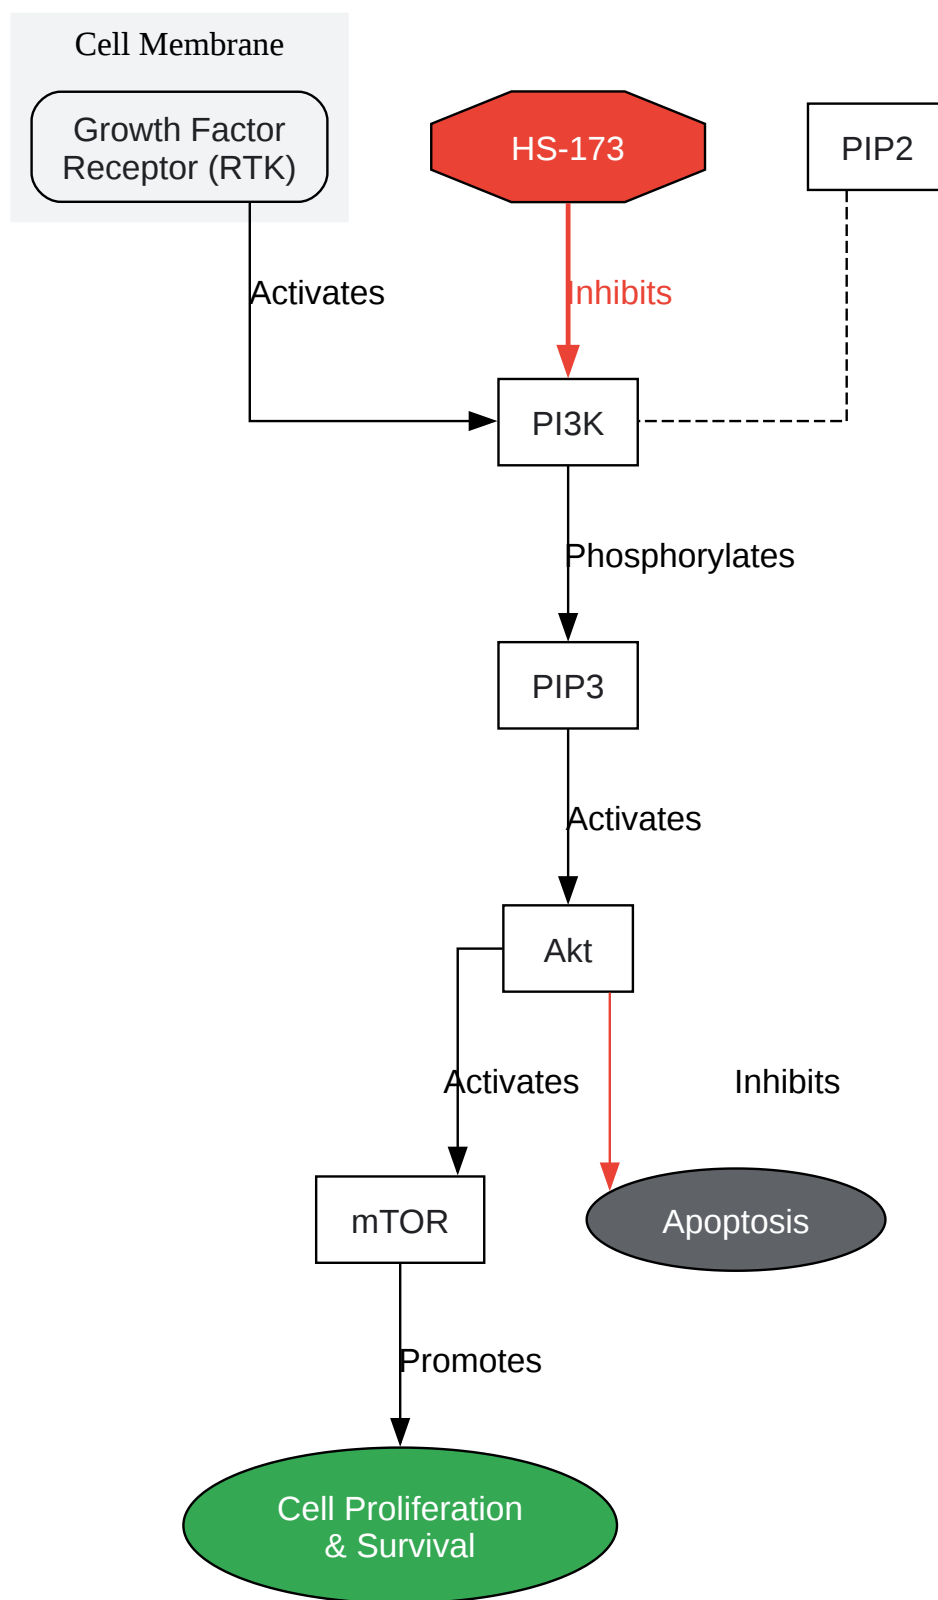 Cell Membrane
Growth Factor
Receptor (RTK)
HS-173
PIP2
Activates
Inhibits
PI3K
Phosphorylates
PIP3
Activates
Akt
Activates
Inhibits
mTOR
Apoptosis
Promotes
Cell Proliferation
& Survival